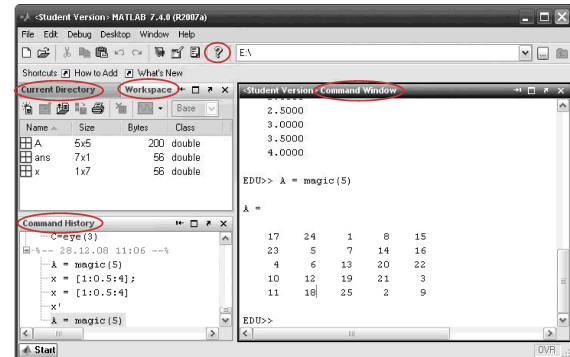 <Student Version> MATLAB 7.4.0 (R2007a)
File Edit Debug Desktop Window Help
E:\
Shortcuts How to Add What's New
Current Directory Workspace
Base
Name Size Bytes Class
A 5x5 200 double
ans 7x1 56 double
x 1x7 56 double
Command History
C=eye(3)
%-- 28.12.08 11:06 --%
A = magic(5)
x = [1:0.5:4];
x = [1:0.5:4]
x'
A = magic(5)
<Student Version> Command Window
2.5000
3.0000
3.5000
4.0000
EDU>> A = magic(5)
A =
17 24 1 8 15
23 5 7 14 16
4 6 13 20 22
10 12 19 21 3
11 18 25 2 9
EDU>>
Start
OVR